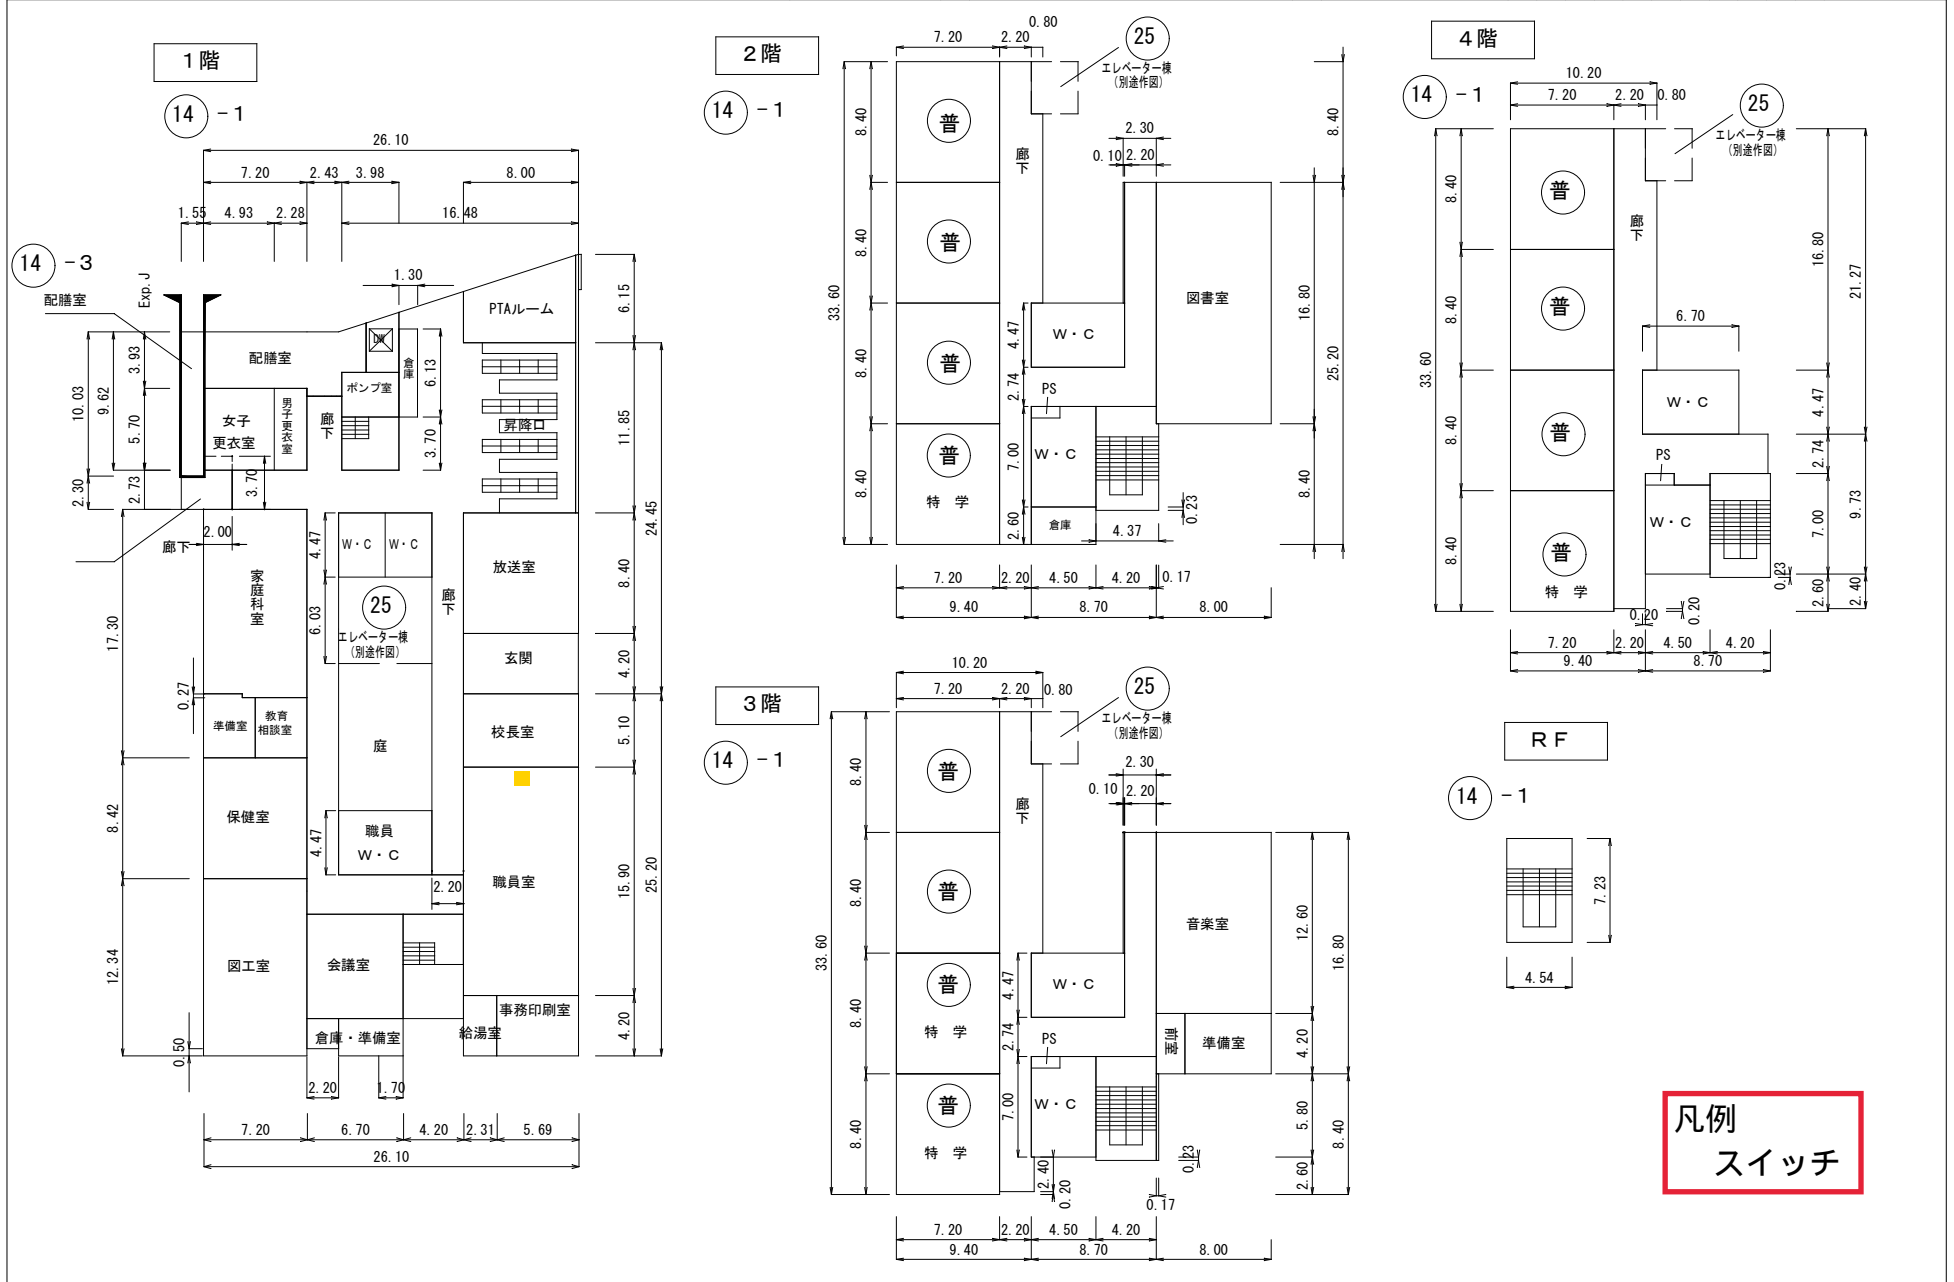 1階
14 -1
26.10
7.20 2.43 3.98 8.00
1.55 4.93 2.28 16.48
14 -3
配膳室
Exp.J
1.30
PTAルーム
6.15
配膳室
DW
倉庫
ポンプ室
6.13
10.03
9.62
3.93
5.70
女子
更衣室
男子更衣室
廊下
3.70
昇降口
11.85
2.30
2.73
3.70
2.00
廊下
4.47
W・C W・C
24.45
家庭科室
放送室
8.40
廊下
25
エレベーター棟
(別途作図)
6.03
17.30
玄関
4.20
0.27
準備室
教育
相談室
庭
校長室
5.10
保健室
8.42
4.47
職員
W・C
2.20
職員室
15.90
25.20
図工室
12.34
会議室
倉庫・準備室
給湯室
事務印刷室
4.20
0.50
2.20 1.70
7.20 6.70 4.20 2.31 5.69
26.10
2階
14 -1
0.80
7.20 2.20
25
エレベーター棟
(別途作図)
33.60
8.40
8.40
8.40
8.40
普
普
普
普
特 学
廊下
2.30
0.10 2.20
8.40
図書室
4.47
W・C
2.74
PS
7.00
W・C
2.60
倉庫
4.37
0.23
16.80
25.20
8.40
7.20 2.20 4.50 4.20 0.17
9.40 8.70 8.00
3階
14 -1
10.20
7.20 2.20 0.80
25
エレベーター棟
(別途作図)
33.60
8.40
8.40
8.40
8.40
普
普
普
特 学
普
特 学
廊下
2.30
0.10 2.20
音楽室
12.60
16.80
4.47
W・C
2.74
PS
前室
準備室
4.20
7.00
W・C
5.80
8.40
0.23
2.40
0.20
0.17
2.60
7.20 2.20 4.50 4.20
9.40 8.70 8.00
4階
14 -1
10.20
7.20 2.20 0.80
25
エレベーター棟
(別途作図)
33.60
8.40
8.40
8.40
8.40
普
普
普
普
特 学
廊下
16.80
21.27
6.70
W・C
4.47
2.74
PS
W・C
7.00
9.73
0.23
2.60
2.40
0.20
0.20
7.20 2.20 4.50 4.20
9.40 8.70
RF
14 -1
7.23
4.54
凡例
スイッチ